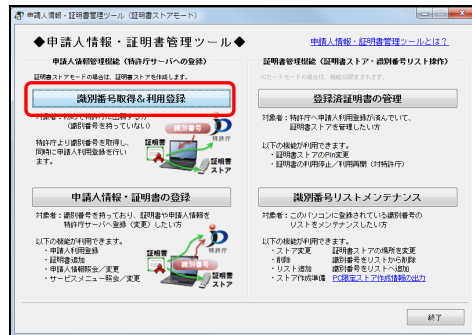 申請人情報・証明書管理ツール (証明書ストアモード)
◆申請人情報・証明書管理ツール◆
申請人情報・証明書管理ツールとは?
申請人情報管理機能 (特許庁サーバへの登録)
証明書ストアモードの場合は、証明書ストアを作成します。
識別番号取得&利用登録
(識別番号を持っていない)
識別番号
特許庁
特許庁より識別番号を取得し、
同時に申請人利用登録を行い
ます。
証明書
証明書
ストア
申請人情報・証明書の登録
対象者:識別番号を持っており、証明書や申請人情報を
特許庁サーバへ登録(変更)したい方
以下の機能が利用できます。
・申請人利用登録
・証明書追加
・申請人情報照会/変更
・サービスメニュー照会/変更
証明書
識別番号
特許庁
証明書
ストア
証明書管理機能 (証明書ストア・識別番号リスト操作)
ICカードモードの場合は、機能が限定されます。
登録済証明書の管理
対象者:特許庁へ申請人利用登録が済んでいて、
証明書ストアを管理したい方
以下の機能が利用できます。
・証明書ストアのPin変更
・証明書の利用停止/利用再開(対特許庁)
識別番号リストメンテナンス
対象者:このパソコンに登録されている識別番号の
リストをメンテナンスしたい方
以下の機能が利用できます。
・ストア変更 証明書ストアの場所を変更
・削除 識別番号をリストから削除
・リスト追加 識別番号をリストへ追加
・ストア作成準備 PC限定ストア作成情報の出力
終了